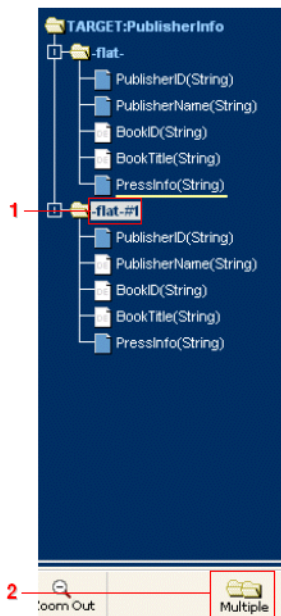 TARGET:PublisherInfo
-flat-
PublisherID(String)
PublisherName(String)
BookID(String)
BookTitle(String)
PressInfo(String)
1
-flat-#1
PublisherID(String)
PublisherName(String)
BookID(String)
BookTitle(String)
PressInfo(String)
2
Zoom Out
Multiple